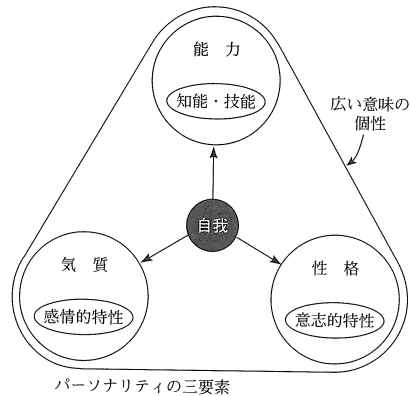 能 力
知能・技能
広い意味の
個性
自我
気 質
感情的特性
性 格
意志的特性
パーソナリティの三要素